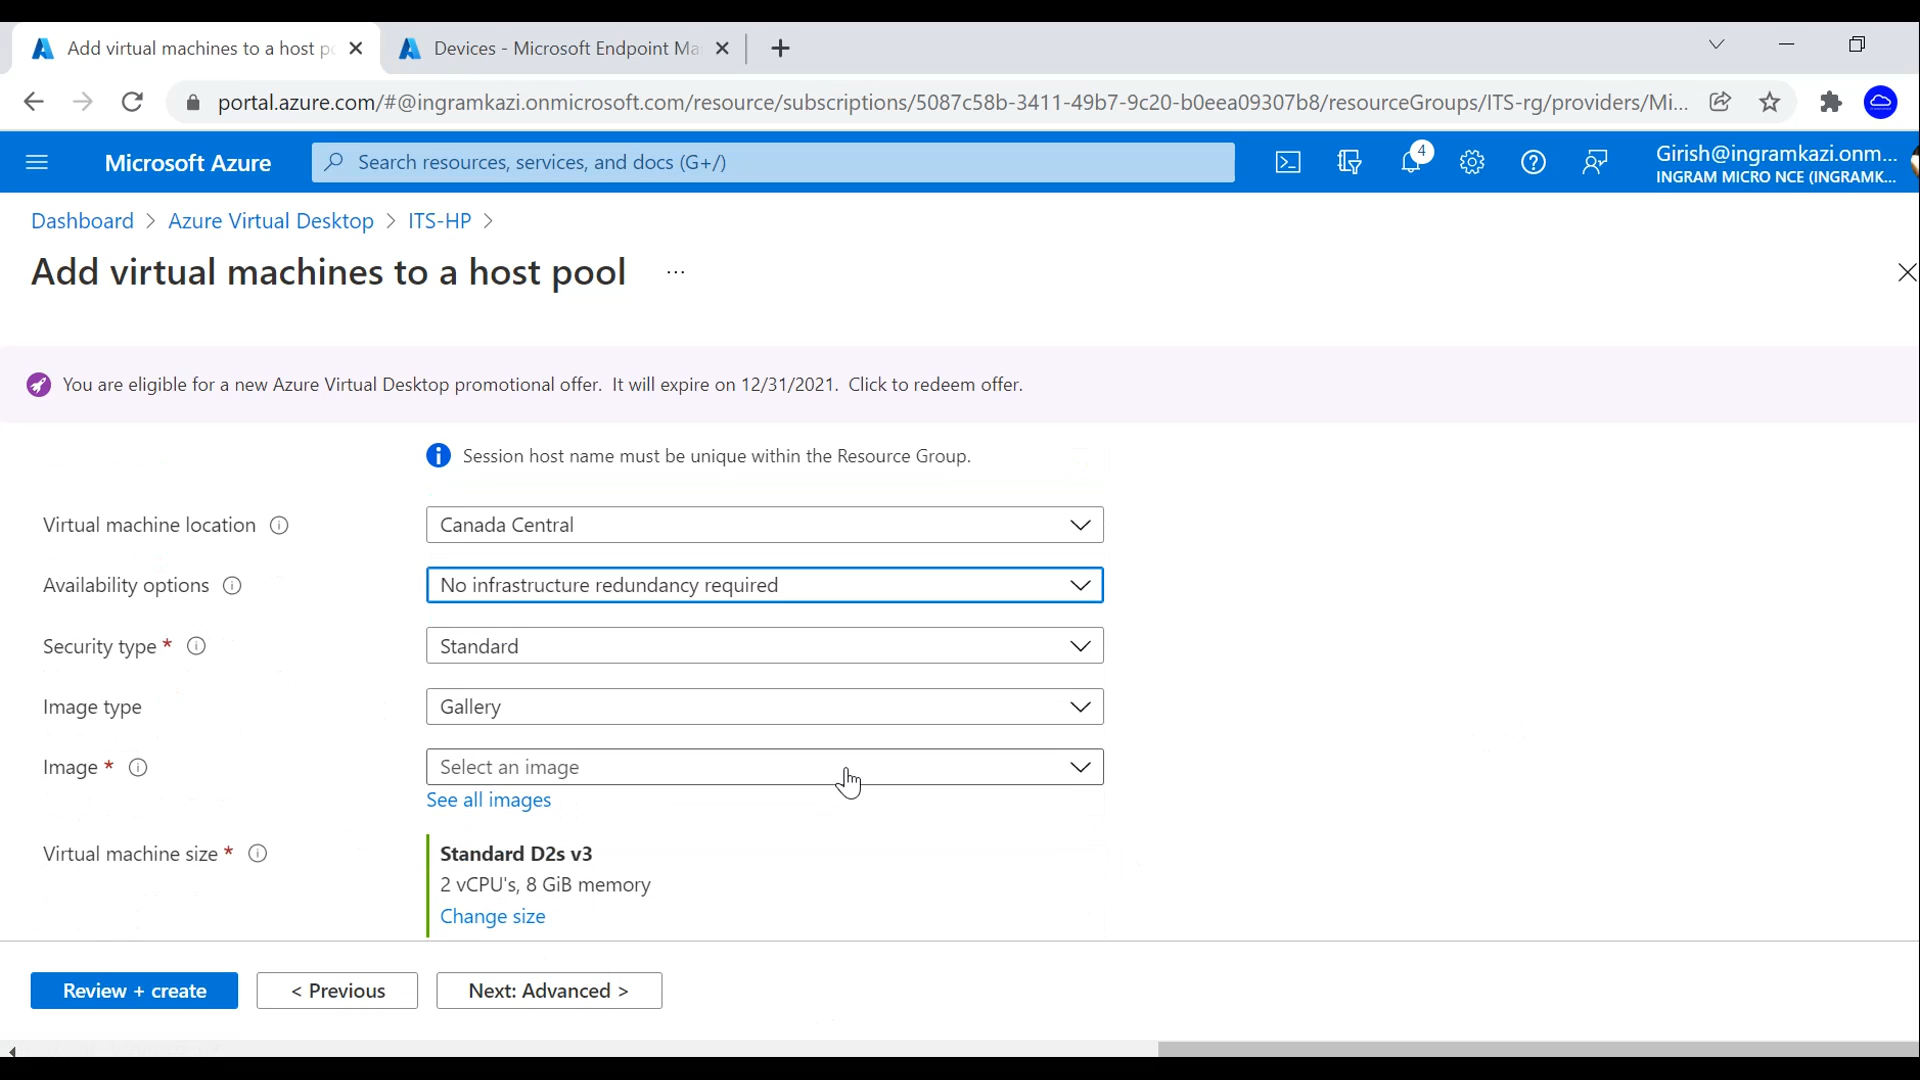 Add virtual machines to a host po
Devices - Microsoft Endpoint Ma
portal.azure.com/#@ingramkazi.onmicrosoft.com/resource/subscriptions/5087c58b-3411-49b7-9c20-b0eea09307b8/resourceGroups/ITS-rg/providers/Mi...
Microsoft Azure
Search resources, services, and docs (G+/)
4
Girish@ingramkazi.onm...
INGRAM MICRO NCE (INGRAMK...
Dashboard > Azure Virtual Desktop > ITS-HP >
Add virtual machines to a host pool ...
You are eligible for a new Azure Virtual Desktop promotional offer. It will expire on 12/31/2021. Click to redeem offer.
Session host name must be unique within the Resource Group.
Virtual machine location
Canada Central
Availability options
No infrastructure redundancy required
Security type *
Standard
Image type
Gallery
Image *
Select an image
See all images
Virtual machine size *
Standard D2s v3
2 vCPU's, 8 GiB memory
Change size
Review + create
< Previous
Next: Advanced >